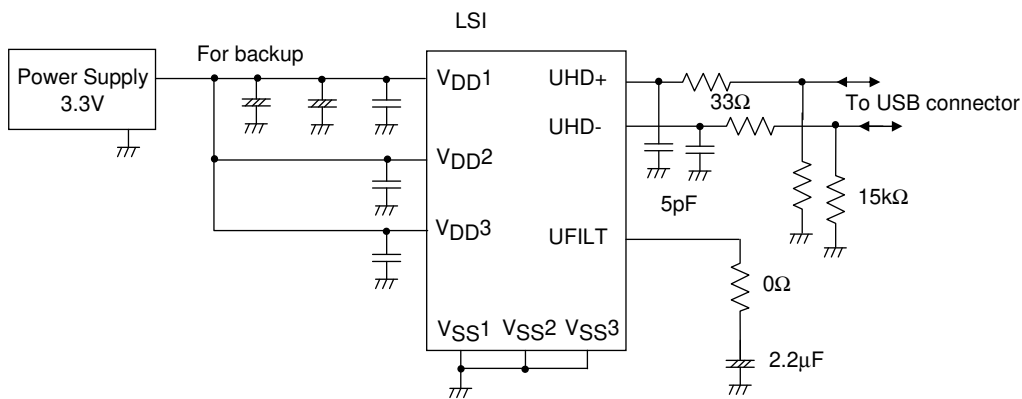 LSI
For backup
Power Supply
3.3V
VDD1
VDD2
VDD3
UHD+
UHD-
UFILT
VSS1
VSS2
VSS3
33Ω
To USB connector
5pF
15kΩ
0Ω
2.2μF